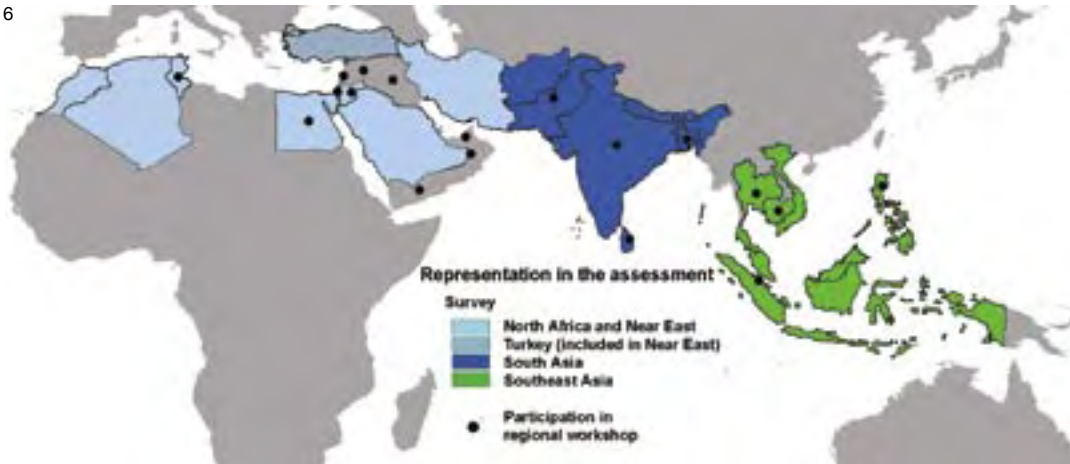 6
Representation in the assessment
Survey
North Africa and Near East
Turkey (included in Near East)
South Asia
Southeast Asia
Participation in
regional workshop